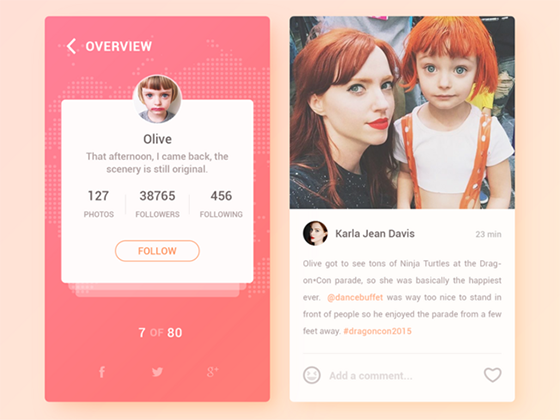 OVERVIEW
Olive
That afternoon, I came back, the
scenery is still original.
127 38765 456
PHOTOS FOLLOWERS FOLLOWING
FOLLOW
7 OF 80
Karla Jean Davis 23 min
Olive got to see tons of Ninja Turtles at the Drag-
on•Con parade, so she was basically the happiest
ever. @dancebuffet was way too nice to stand in
front of people so he enjoyed the parade from a few
feet away. #dragoncon2015
Add a comment...